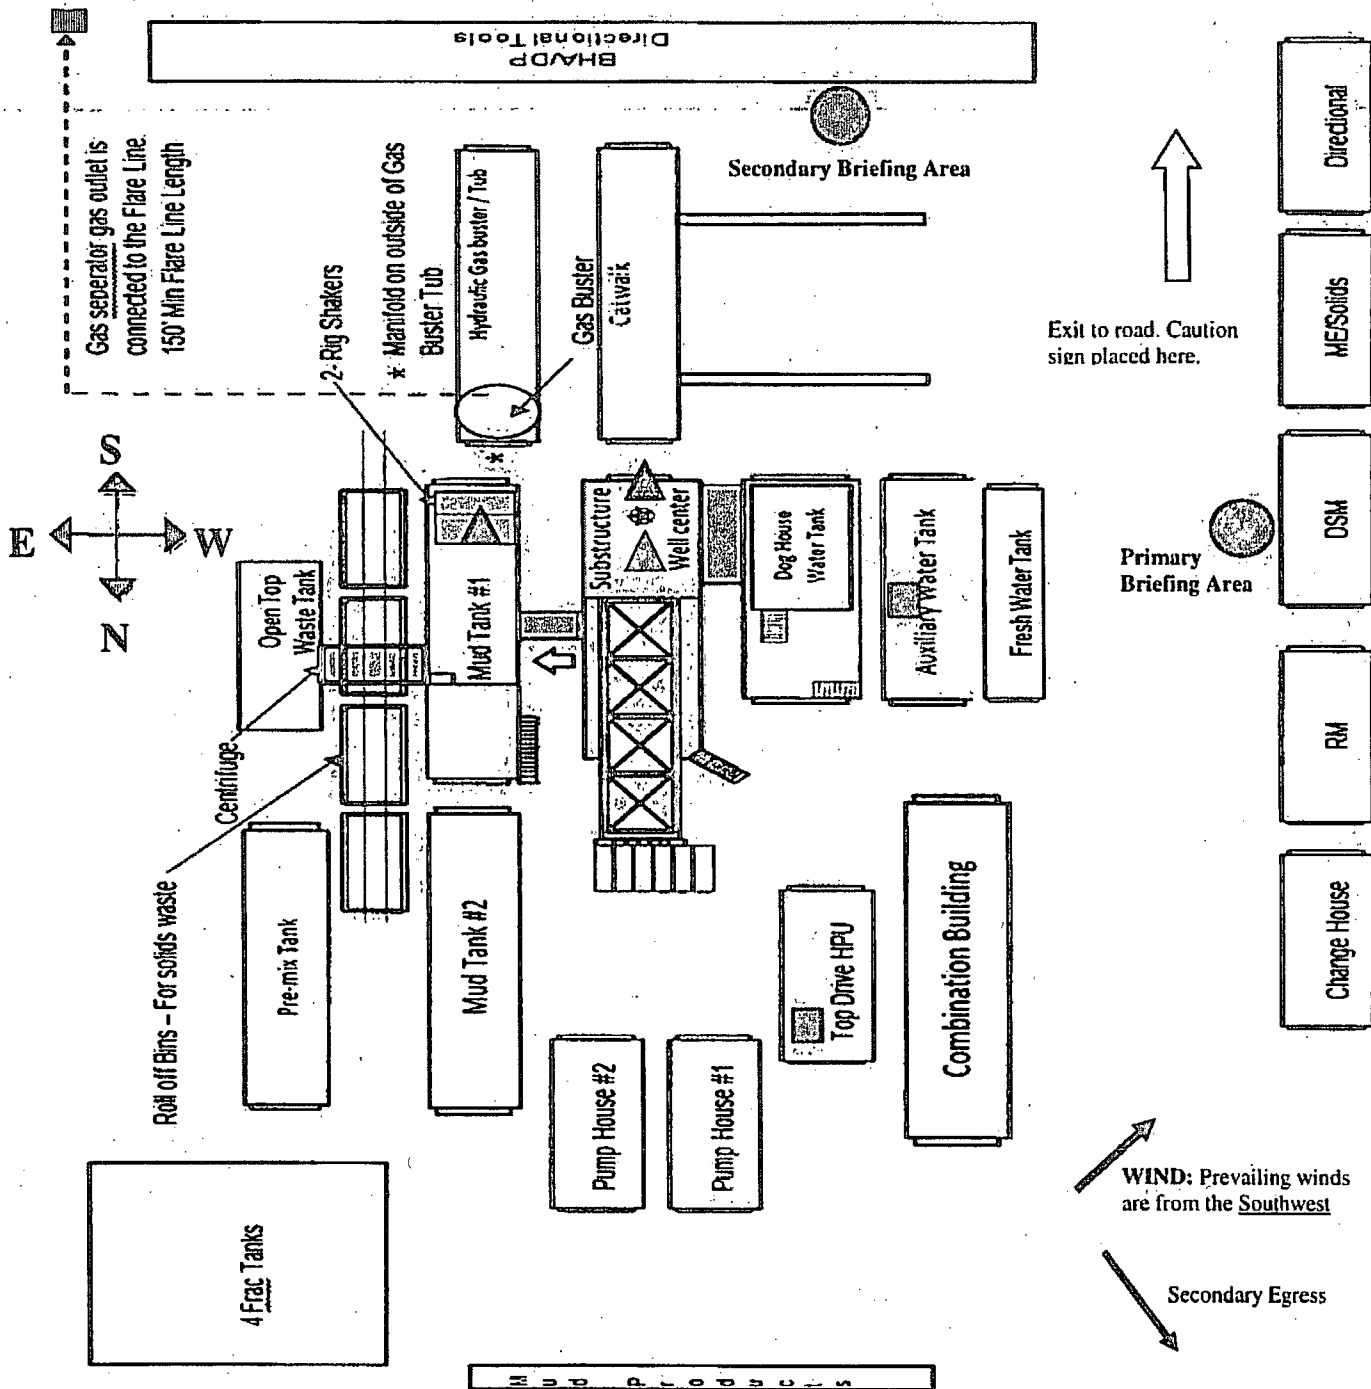 BHA/DP
Directional Tools
Gas seperator gas outlet is
connected to the Flare Line.
150' Min Flare Line Length
Secondary Briefing Area
Directional
2- Rig Shakers
* Manifold on outside of Gas
Buster Tub
Hydraulic Gas buster / Tub
Gas Buster
Catwalk
Exit to road. Caution
sign placed here.
ME/Solids
S
E
W
N
Open Top
Waste Tank
Mud Tank #1
*
Substructure
Well center
Dog House
Water Tank
Auxiliary Water Tank
Fresh Water Tank
Primary
Briefing Area
DSM
Centrifuge
Roll off Bins – For solids waste
RM
Pre-mix Tank
Mud Tank #2
Top Drive HPU
Combination Building
Change House
Pump House #2
Pump House #1
4 Frac Tanks
WIND: Prevailing winds
are from the Southwest
Secondary Egress
Mud Products